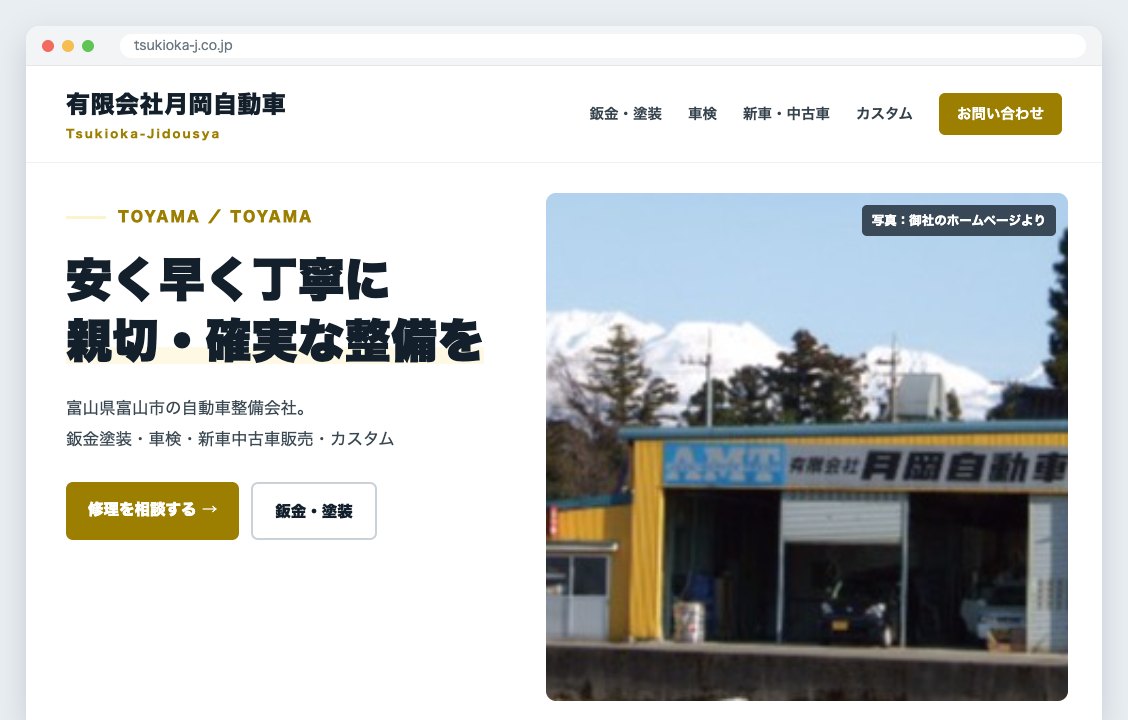 tsukioka-j.co.jp
有限会社月岡自動車
Tsukioka-Jidousya
鈑金・塗装
車検
新車・中古車
カスタム
お問い合わせ
TOYAMA ／ TOYAMA
安く早く丁寧に
親切・確実な整備を
富山県富山市の自動車整備会社。
鈑金塗装・車検・新車中古車販売・カスタム
修理を相談する →
鈑金・塗装
写真：御社のホームページより
AMT 有限会社 月岡自動車